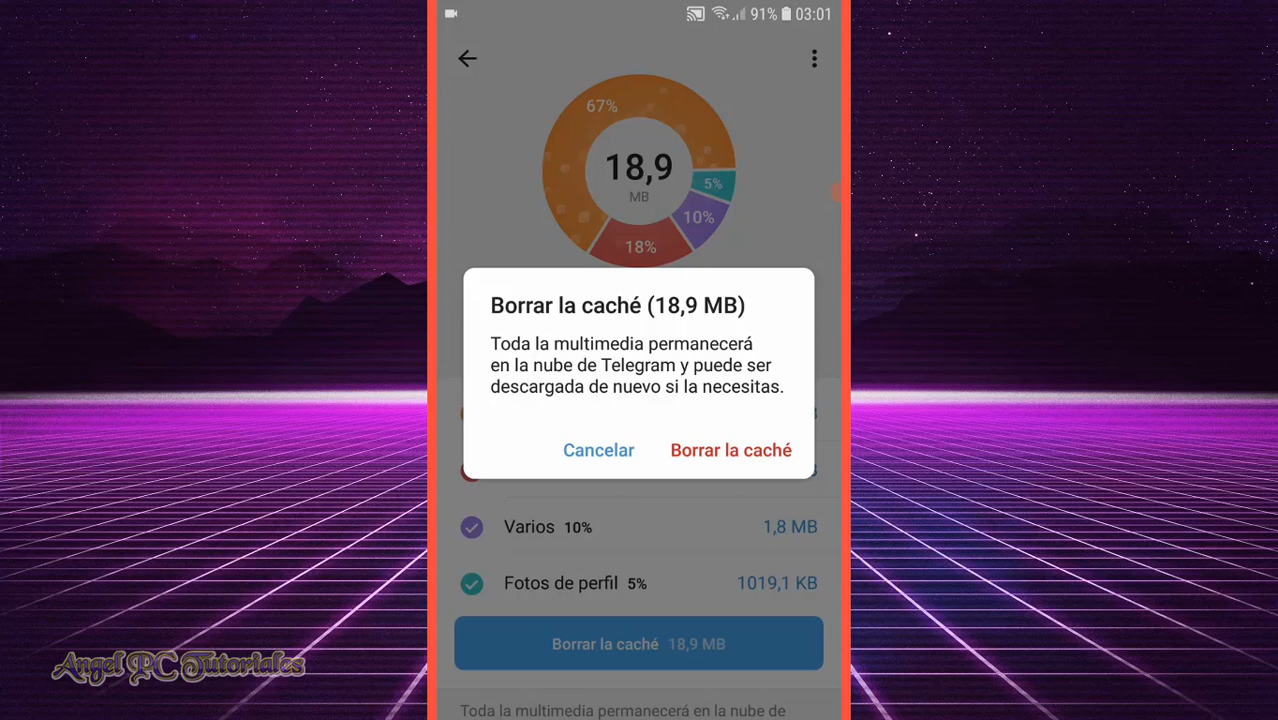 91% 03:01
67%
18,9
MB
5%
10%
18%
Borrar la caché (18,9 MB)
Toda la multimedia permanecerá
en la nube de Telegram y puede ser
descargada de nuevo si la necesitas.
Cancelar Borrar la caché
Varios 10% 1,8 MB
Fotos de perfil 5% 1019,1 KB
Borrar la caché 18,9 MB
Angel PC Tutoriales
Toda la multimedia permanecerá en la nube de